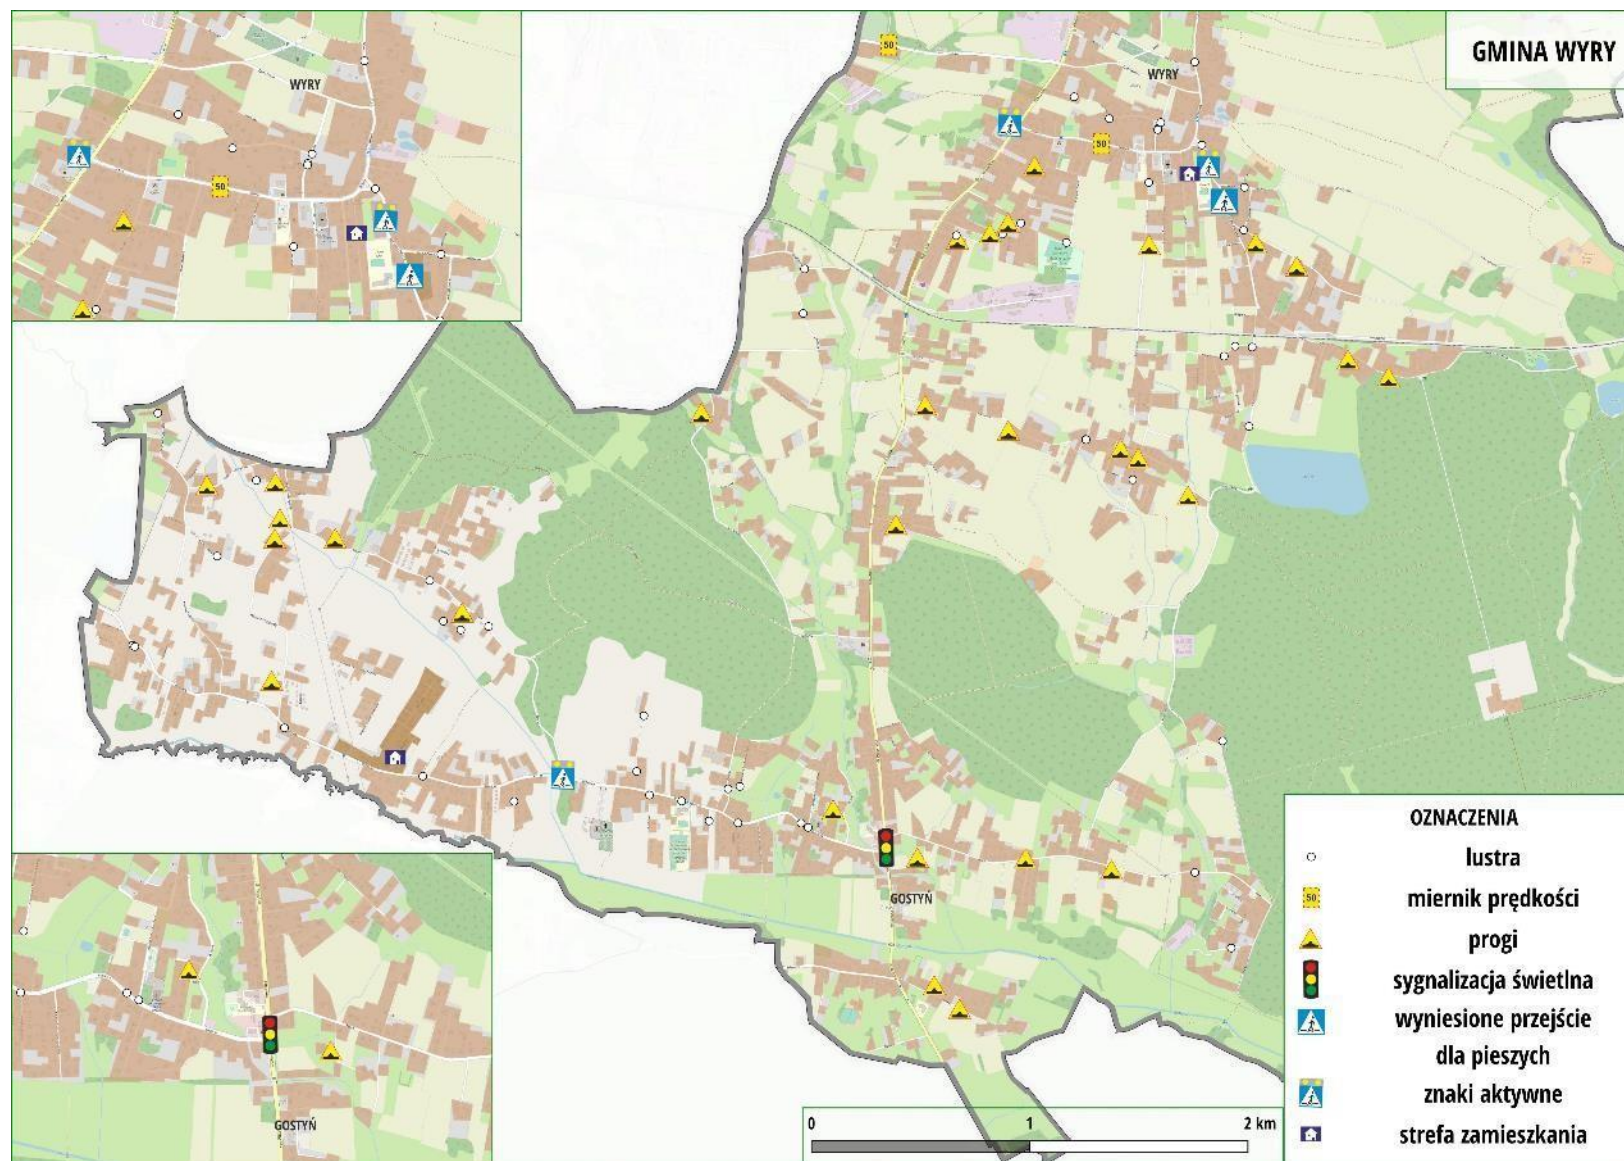 WYRY
50
50
WYRY
50
GMINA WYRY
GOSTYŃ
GOSTYŃ
0 1 2 km
OZNACZENIA
lustra
50 miernik prędkości
progi
sygnalizacja świetlna
wyniesione przejście
dla pieszych
znaki aktywne
strefa zamieszkania